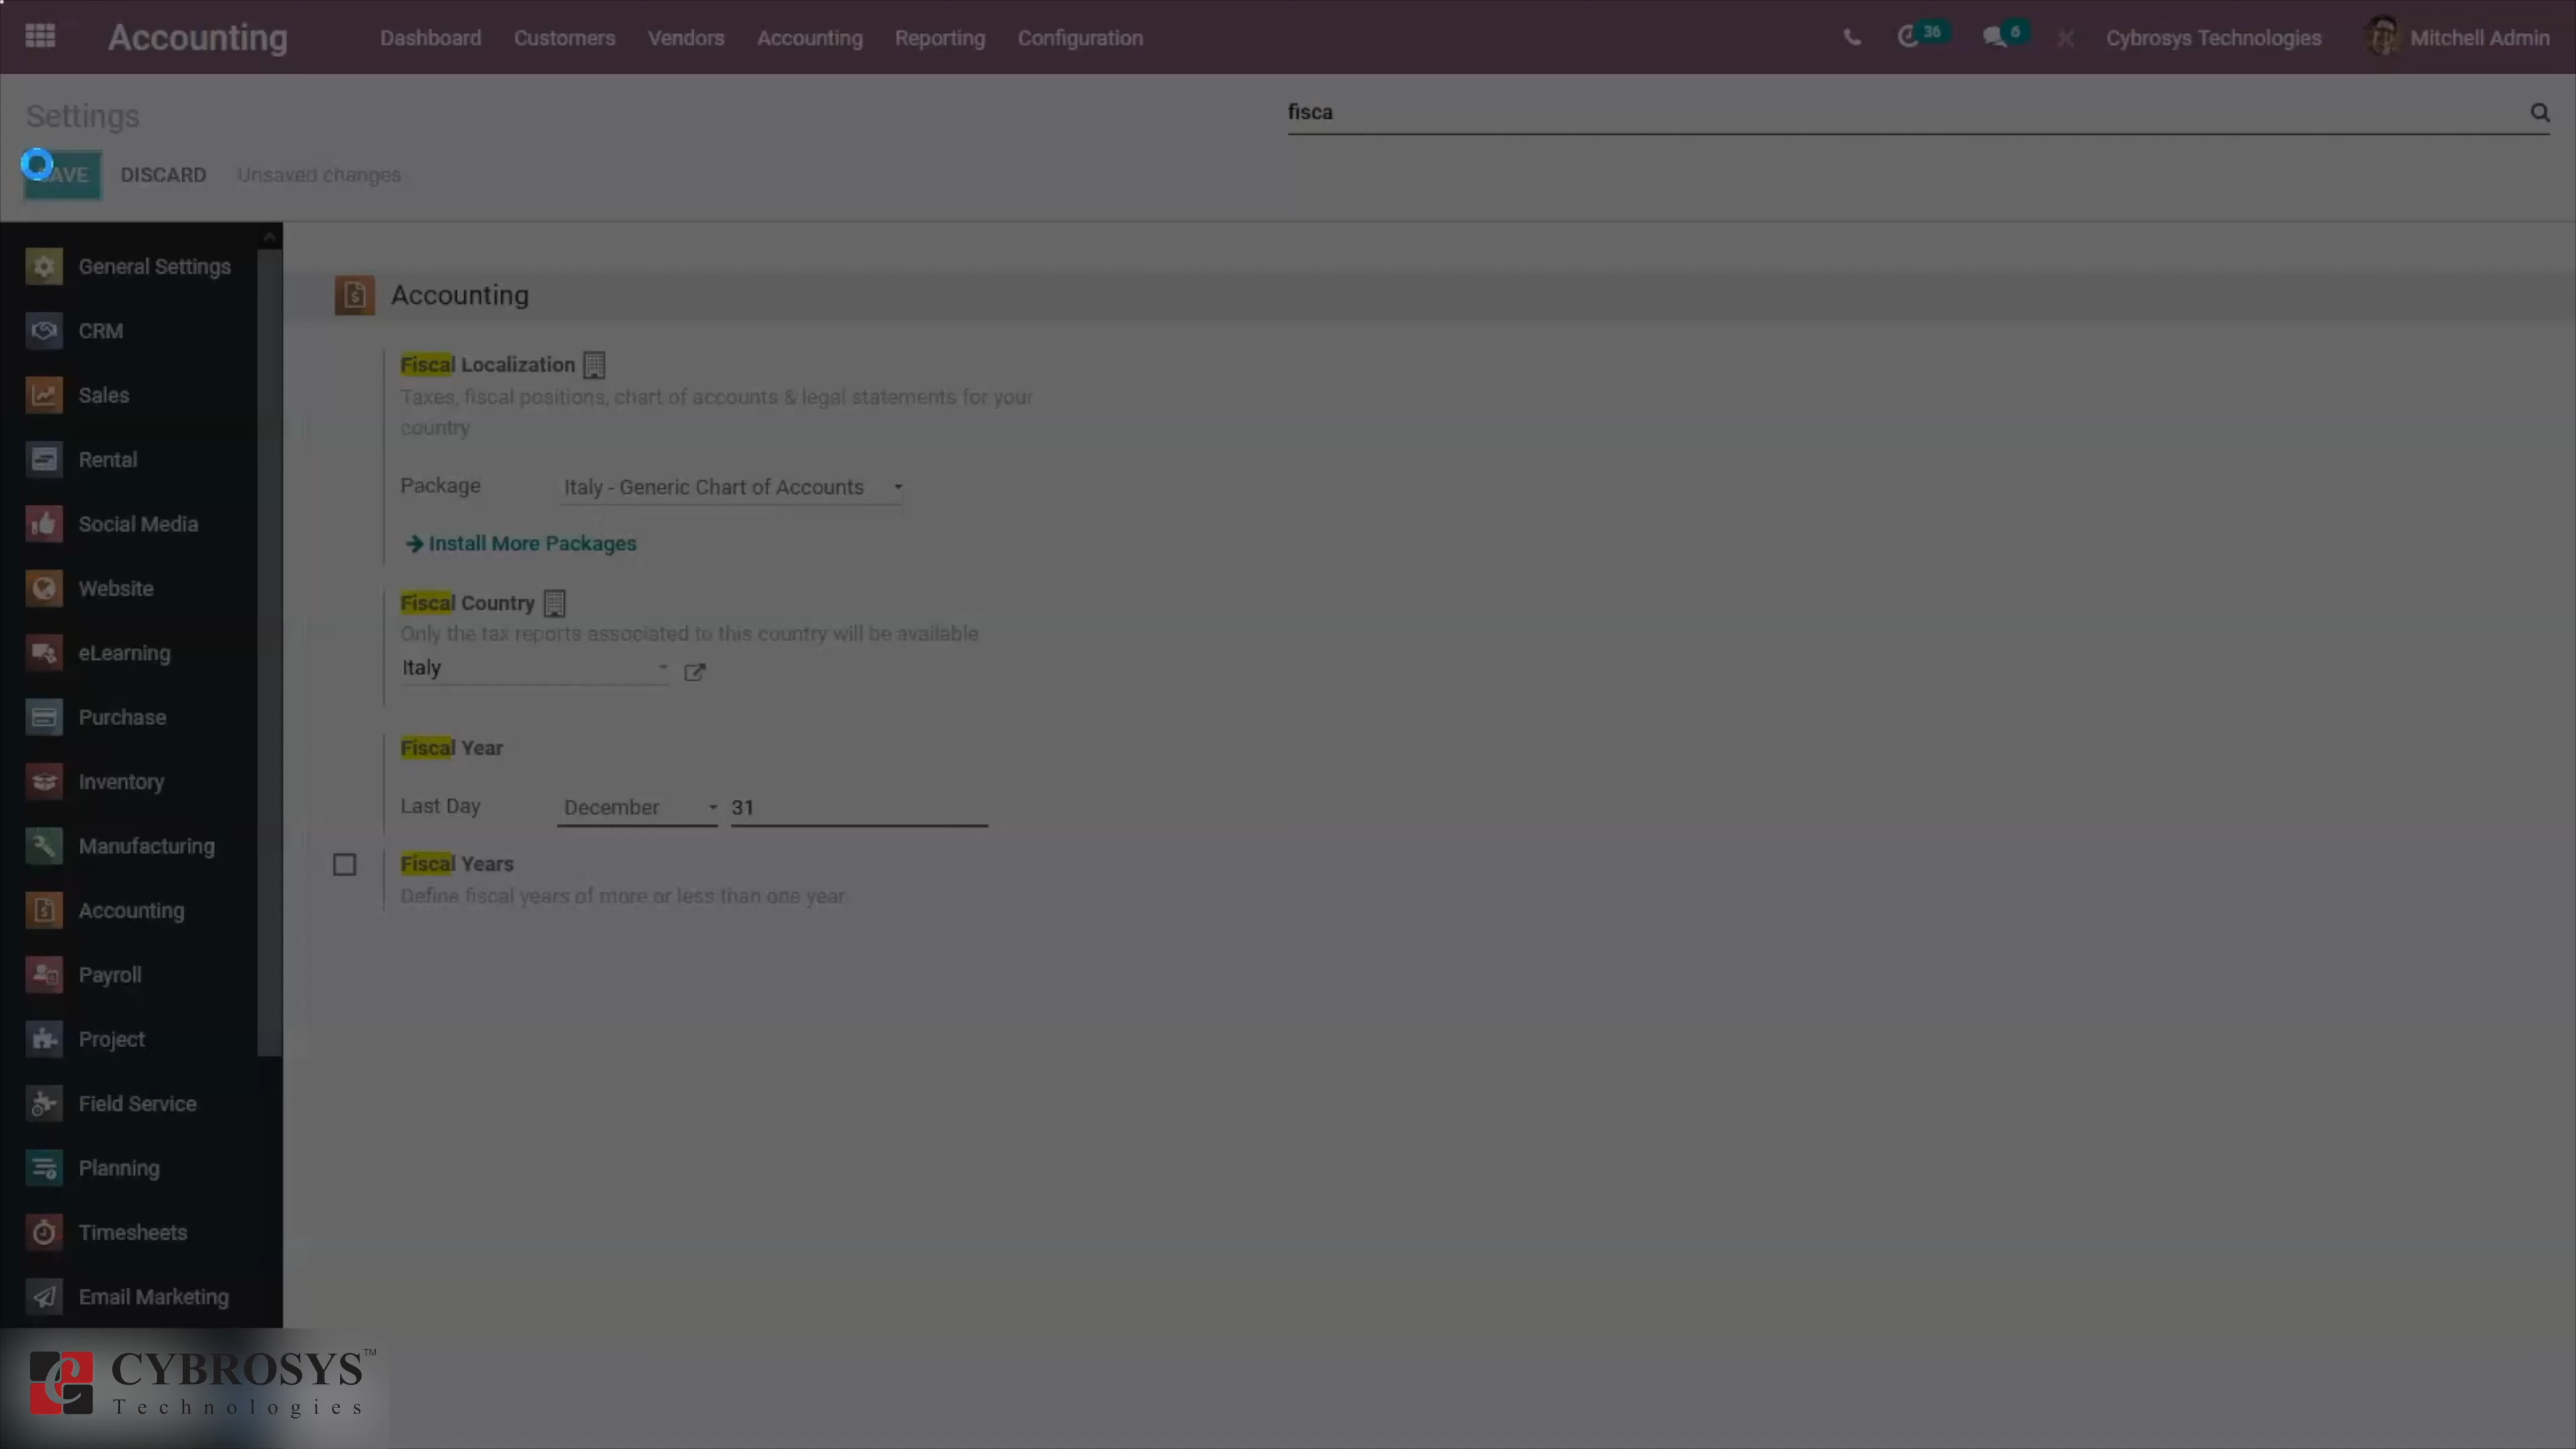 Accounting
Dashboard Customers Vendors Accounting Reporting Configuration
36
6
Cybrosys Technologies
Mitchell Admin
Settings
fisca
DISCARD
Unsaved changes
General Settings
CRM
Sales
Rental
Social Media
Website
eLearning
Purchase
Inventory
Manufacturing
Accounting
Payroll
Project
Field Service
Planning
Timesheets
Email Marketing
Accounting
Fiscal Localization
Taxes, fiscal positions, chart of accounts & legal statements for your
country
Package Italy - Generic Chart of Accounts
Install More Packages
Fiscal Country
Only the tax reports associated to this country will be available
Italy
Fiscal Year
Last Day December 31
Fiscal Years
Define fiscal years of more or less than one year
CYBROSYS™
Technologies